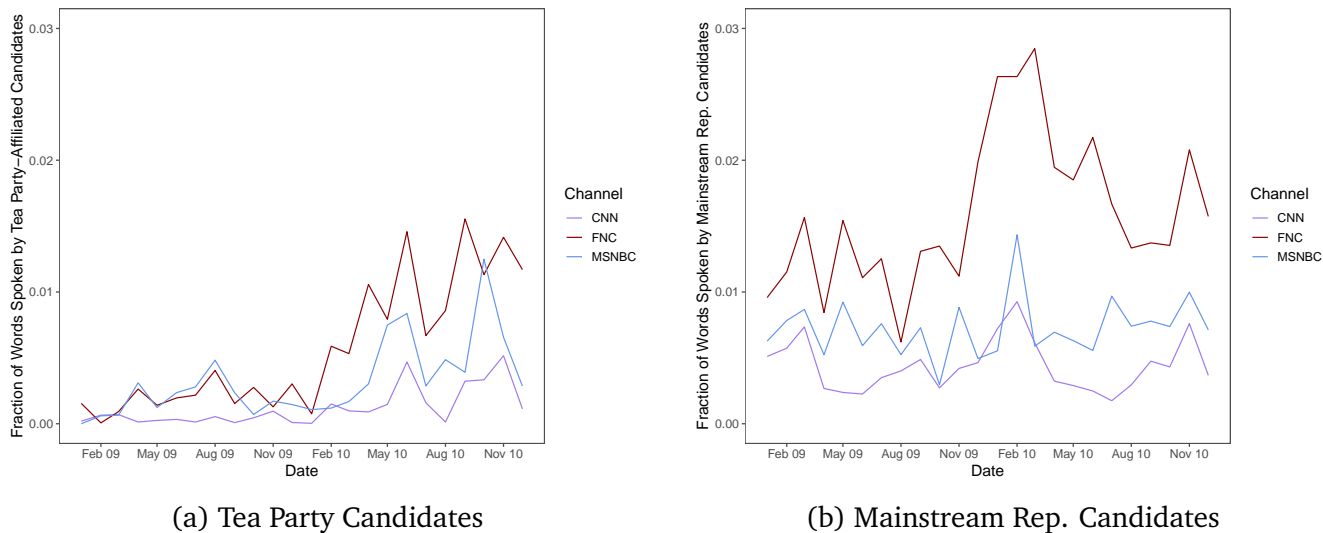 Fraction of Words Spoken by Tea Party−Affiliated Candidates
0.03
0.02
0.01
0.00
Feb 09 May 09 Aug 09 Nov 09 Feb 10 May 10 Aug 10 Nov 10
Date
Channel
CNN
FNC
MSNBC
(a) Tea Party Candidates
Fraction of Words Spoken by Mainstream Rep. Candidates
0.03
0.02
0.01
0.00
Feb 09 May 09 Aug 09 Nov 09 Feb 10 May 10 Aug 10 Nov 10
Date
Channel
CNN
FNC
MSNBC
(b) Mainstream Rep. Candidates